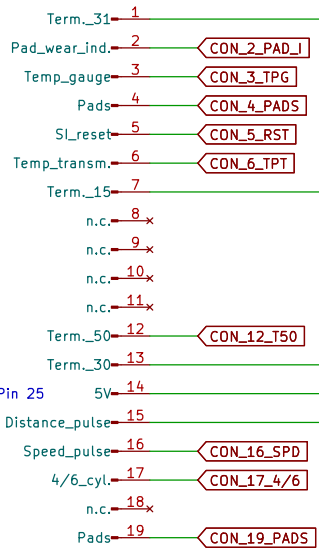 Term._31 1
Pad_wear_ind. 2 CON_2_PAD_I
Temp_gauge 3 CON_3_TPG
Pads 4 CON_4_PADS
SI_reset 5 CON_5_RST
Temp_transm. 6 CON_6_TPT
Term._15 7
n.c. 8
n.c. 9
n.c. 10
n.c. 11
Term._50 12 CON_12_T50
Term._30 13
Pin 25 5V 14
Distance_pulse 15
Speed_pulse 16 CON_16_SPD
4/6_cyl. 17 CON_17_4/6
n.c. 18
Pads 19 CON_19_PADS